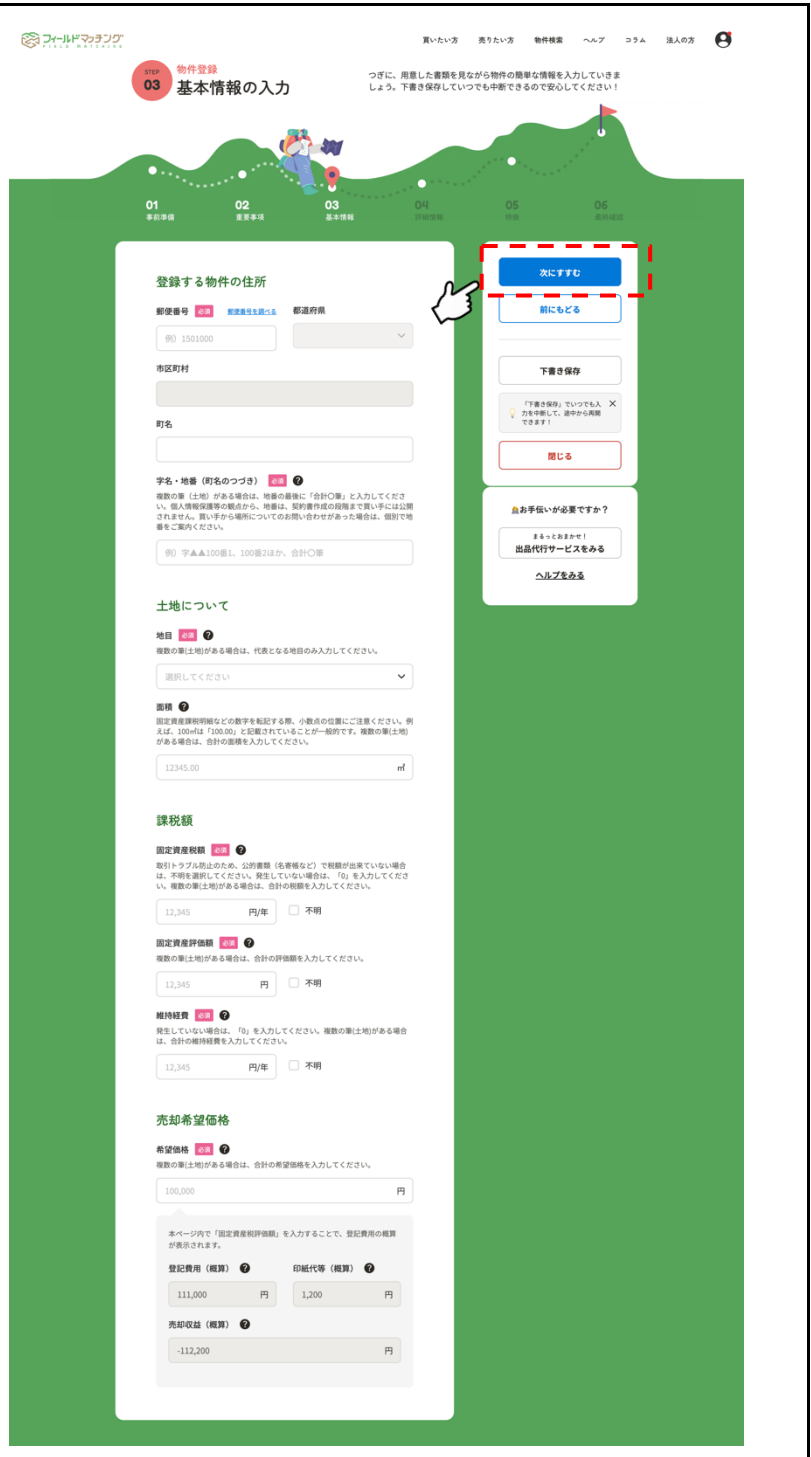 フィールドマッチング
FIELD MATCHING
買いたい方 売りたい方 物件検索 ヘルプ コラム 法人の方
STEP
03
物件登録
基本情報の入力
つぎに、用意した書類を見ながら物件の簡単な情報を入力していきま
しょう。下書き保存していつでも中断できるので安心してください！
01
事前準備
02
重要事項
03
基本情報
04
詳細情報
05
特徴
06
最終確認
登録する物件の住所
郵便番号 必須 郵便番号を調べる 都道府県
例）1501000
市区町村
町名
字名・地番（町名のつづき） 必須 ?
複数の筆（土地）がある場合は、地番の最後に「合計〇筆」と入力してくださ
い。個人情報保護等の観点から、地番は、契約書作成の段階まで買い手には公開
されません。買い手から場所についてのお問い合わせがあった場合は、個別で地
番をご案内ください。
例）字▲▲100番1、100番2ほか、合計〇筆
土地について
地目 必須 ?
複数の筆(土地)がある場合は、代表となる地目のみ入力してください。
選択してください
面積 ?
固定資産課税明細などの数字を転記する際、小数点の位置にご注意ください。例
えば、100㎡は「100.00」と記載されていることが一般的です。複数の筆(土地)
がある場合は、合計の面積を入力してください。
12345.00 ㎡
課税額
固定資産税額 必須 ?
取引トラブル防止のため、公的書類（名寄帳など）で税額が出来ていない場合
は、不明を選択してください。発生していない場合は、「0」を入力してくださ
い。複数の筆(土地)がある場合は、合計の税額を入力してください。
12,345 円/年 不明
固定資産評価額 必須 ?
複数の筆(土地)がある場合は、合計の評価額を入力してください。
12,345 円 不明
維持経費 必須 ?
発生していない場合は、「0」を入力してください。複数の筆(土地)がある場合
は、合計の維持経費を入力してください。
12,345 円/年 不明
売却希望価格
希望価格 必須 ?
複数の筆(土地)がある場合は、合計の希望価格を入力してください。
100,000 円
本ページ内で「固定資産税評価額」を入力することで、登記費用の概算
が表示されます。
登記費用（概算） ? 印紙代等（概算） ?
111,000 円 1,200 円
売却収益（概算） ?
-112,200 円
次にすすむ
前にもどる
下書き保存
「下書き保存」でいつでも入
力を中断して、途中から再開
できます！
閉じる
お手伝いが必要ですか？
まるっとおまかせ！
出品代行サービスをみる
ヘルプをみる